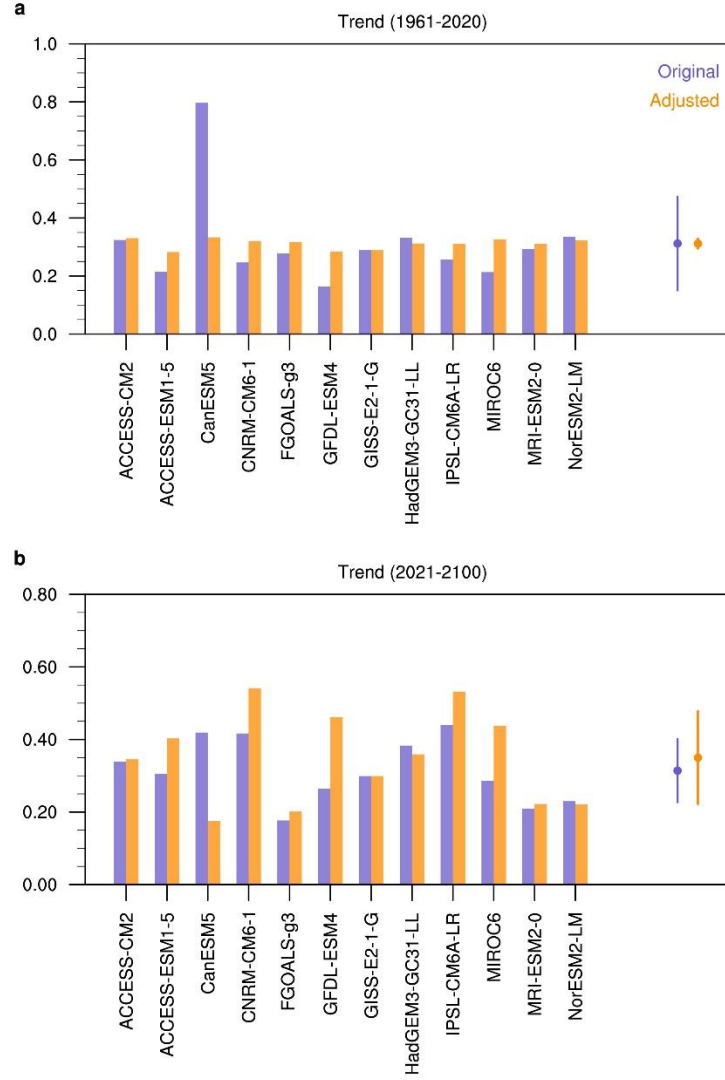 a
Trend (1961-2020)
1.0
0.8
0.6
0.4
0.2
0.0
Original
Adjusted
ACCESS-CM2
ACCESS-ESM1-5
CanESM5
CNRM-CM6-1
FGOALS-g3
GFDL-ESM4
GISS-E2-1-G
HadGEM3-GC31-LL
IPSL-CM6A-LR
MIROC6
MRI-ESM2-0
NorESM2-LM
b
Trend (2021-2100)
0.80
0.60
0.40
0.20
0.00
ACCESS-CM2
ACCESS-ESM1-5
CanESM5
CNRM-CM6-1
FGOALS-g3
GFDL-ESM4
GISS-E2-1-G
HadGEM3-GC31-LL
IPSL-CM6A-LR
MIROC6
MRI-ESM2-0
NorESM2-LM